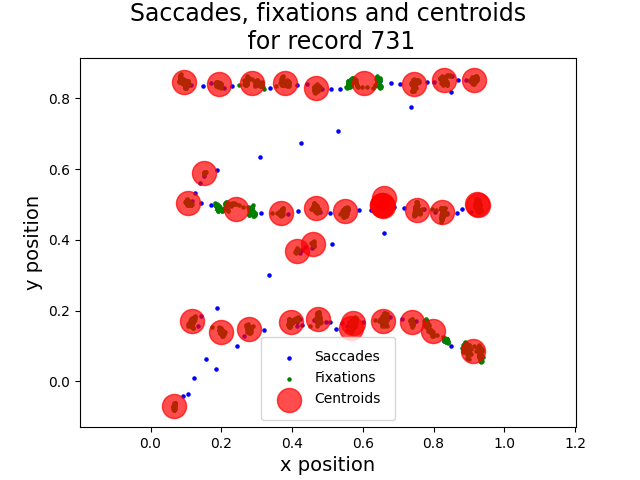 Saccades, fixations and centroids
for record 731
y position
0.8
0.6
0.4
0.2
0.0
Saccades
Fixations
Centroids
0.0 0.2 0.4 0.6 0.8 1.0 1.2
x position